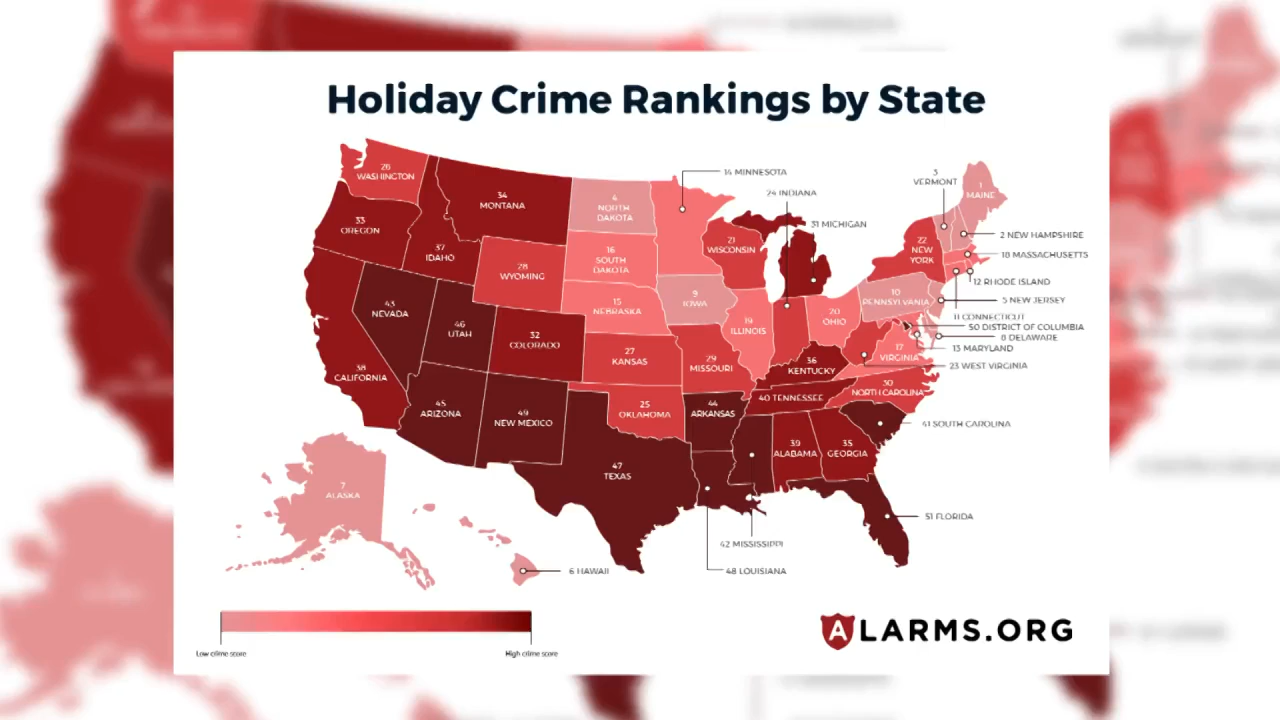 Holiday Crime Rankings by State
14 MINNESOTA
3
VERMONT
1
MAINE
WASHINGTON
34
MONTANA
4
NORTH
DAKOTA
24 INDIANA
33
OREGON
31 MICHIGAN
2 NEW HAMPSHIRE
37
IDAHO
16
SOUTH
DAKOTA
21
WISCONSIN
22
NEW
YORK
18 MASSACHUSETTS
28
WYOMING
12 RHODE ISLAND
43
NEVADA
15
NEBRASKA
9
IOWA
10
PENNSYLVANIA
5 NEW JERSEY
46
UTAH
19
ILLINOIS
20
OHIO
11 CONNECTICUT
50 DISTRICT OF COLUMBIA
8 DELAWARE
32
COLORADO
27
KANSAS
29
MISSOURI
36
KENTUCKY
17
VIRGINIA
13 MARYLAND
23 WEST VIRGINIA
38
CALIFORNIA
30
NORTH CAROLINA
45
ARIZONA
49
NEW MEXICO
25
OKLAHOMA
44
ARKANSAS
40 TENNESSEE
41 SOUTH CAROLINA
47
TEXAS
39
ALABAMA
35
GEORGIA
7
ALASKA
51 FLORIDA
42 MISSISSIPPI
6 HAWAII
48 LOUISIANA
Low crime score
High crime score
ALARMS.ORG